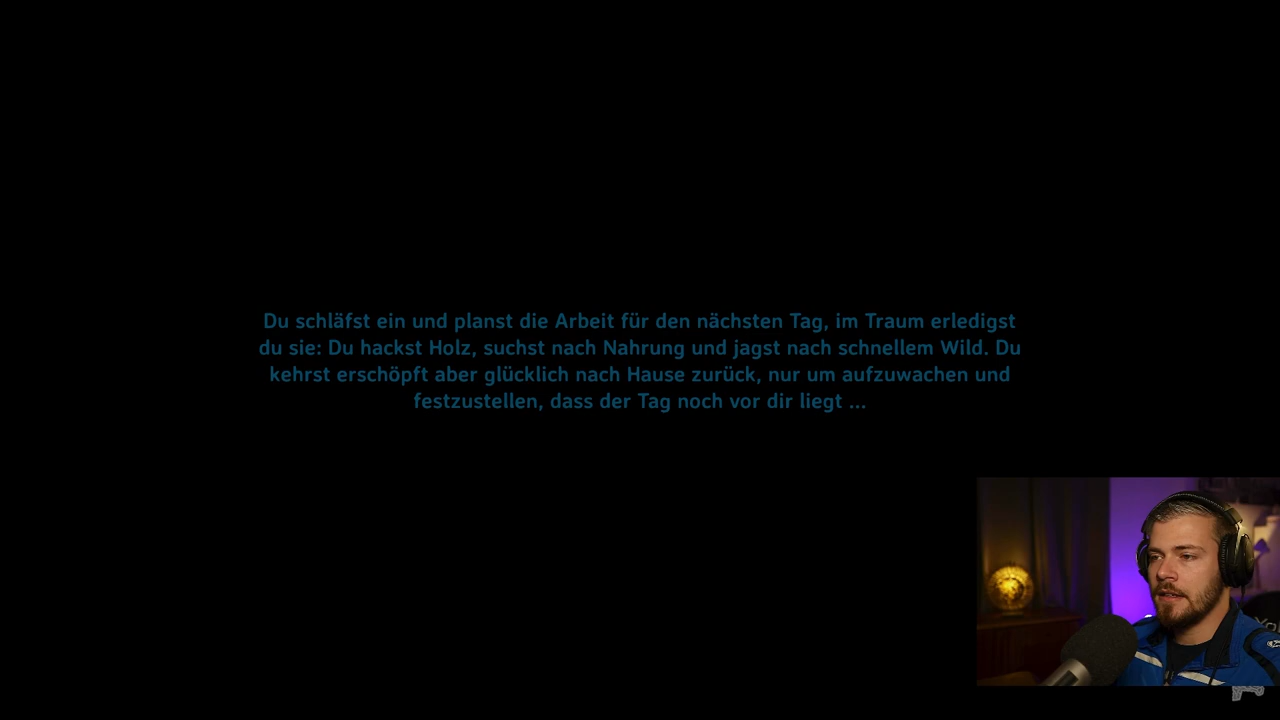 Du schläfst ein und planst die Arbeit für den nächsten Tag, im Traum erledigst
du sie: Du hackst Holz, suchst nach Nahrung und jagst nach schnellem Wild. Du
kehrst erschöpft aber glücklich nach Hause zurück, nur um aufzuwachen und
festzustellen, dass der Tag noch vor dir liegt ...